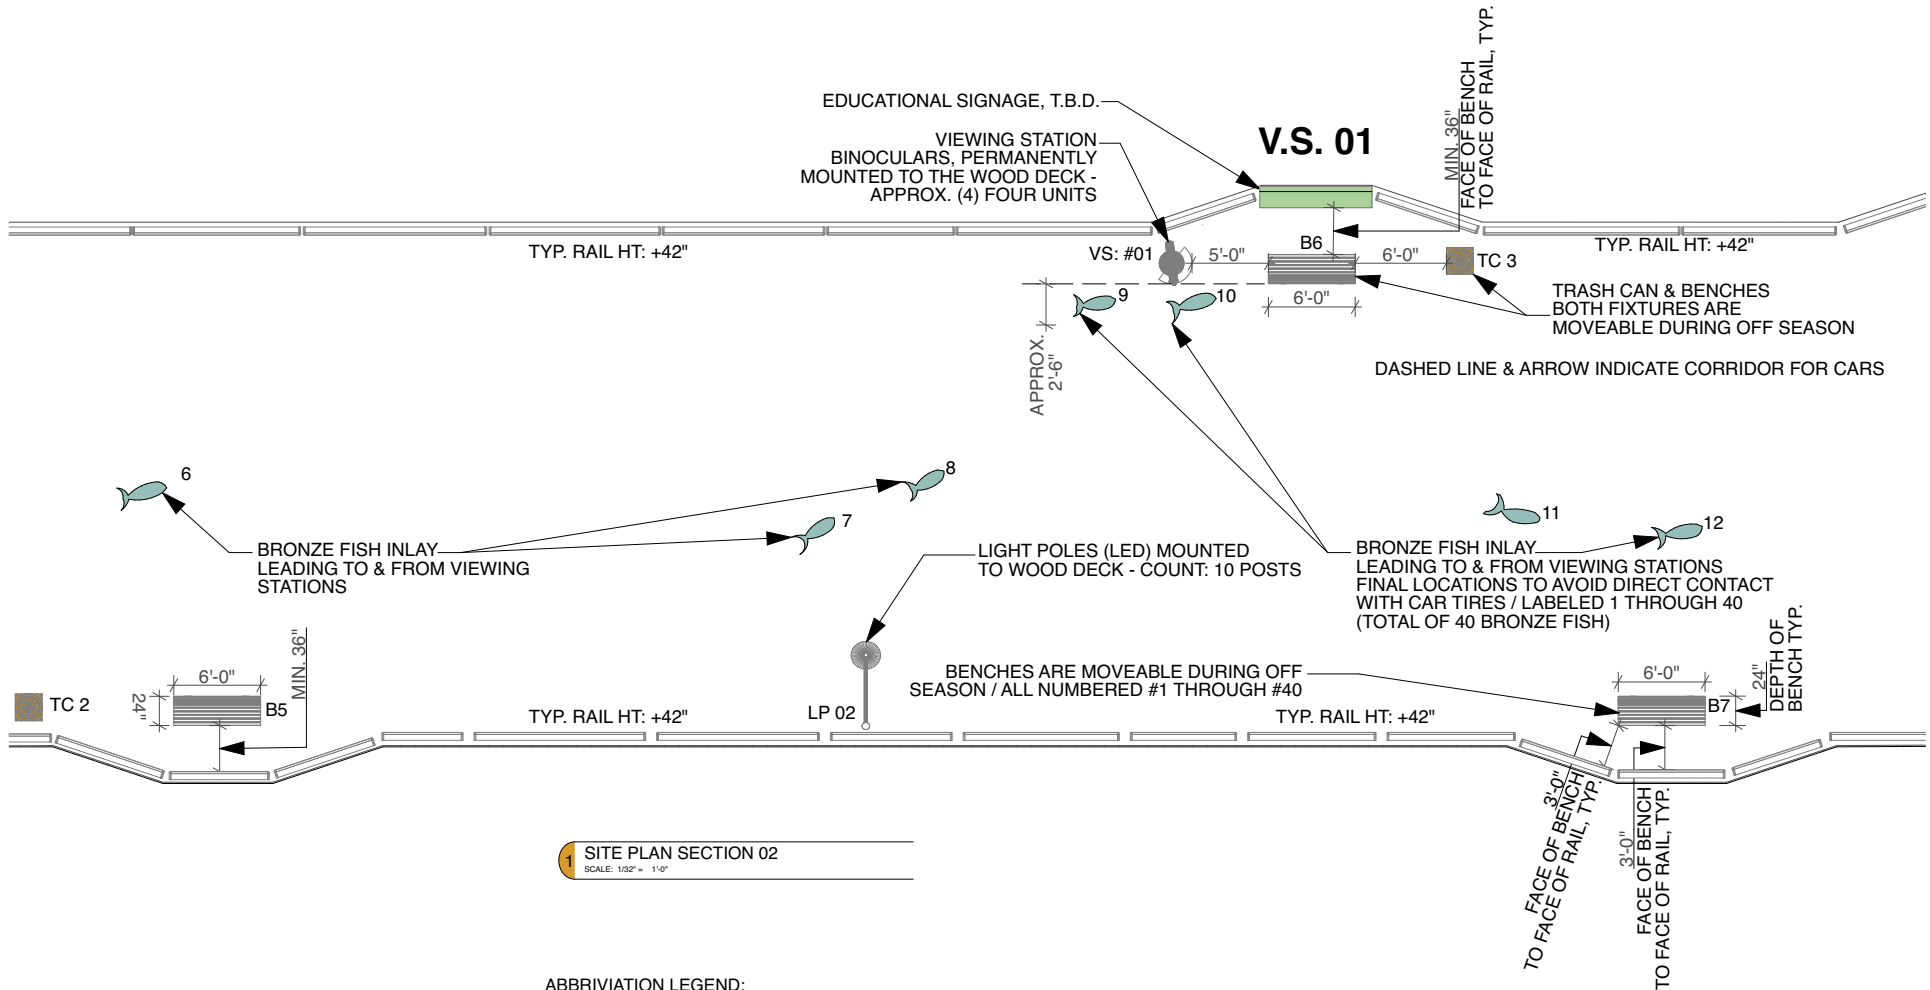 EDUCATIONAL SIGNAGE, T.B.D.
VIEWING STATION
BINOCULARS, PERMANENTLY
MOUNTED TO THE WOOD DECK -
APPROX. (4) FOUR UNITS
V.S. 01
MIN. 36"
FACE OF BENCH
TO FACE OF RAIL, TYP.
TYP. RAIL HT: +42"
VS: #01
5'-0"
B6
6'-0"
TC 3
TYP. RAIL HT: +42"
6'-0"
9
10
TRASH CAN & BENCHES
BOTH FIXTURES ARE
MOVEABLE DURING OFF SEASON
APPROX.
2'-6"
DASHED LINE & ARROW INDICATE CORRIDOR FOR CARS
6
8
7
11
12
BRONZE FISH INLAY
LEADING TO & FROM VIEWING
STATIONS
LIGHT POLES (LED) MOUNTED
TO WOOD DECK - COUNT: 10 POSTS
BRONZE FISH INLAY
LEADING TO & FROM VIEWING STATIONS
FINAL LOCATIONS TO AVOID DIRECT CONTACT
WITH CAR TIRES / LABELED 1 THROUGH 40
(TOTAL OF 40 BRONZE FISH)
TC 2
24"
6'-0"
B5
MIN. 36"
TYP. RAIL HT: +42"
LP 02
BENCHES ARE MOVEABLE DURING OFF
SEASON / ALL NUMBERED #1 THROUGH #40
TYP. RAIL HT: +42"
6'-0"
B7
24"
DEPTH OF
BENCH TYP.
3'-0"
FACE OF BENCH
TO FACE OF RAIL, TYP.
3'-0"
FACE OF BENCH
TO FACE OF RAIL, TYP.
1
SITE PLAN SECTION 02
SCALE: 1/32" = 1'-0"
ABBRIVIATION LEGEND: